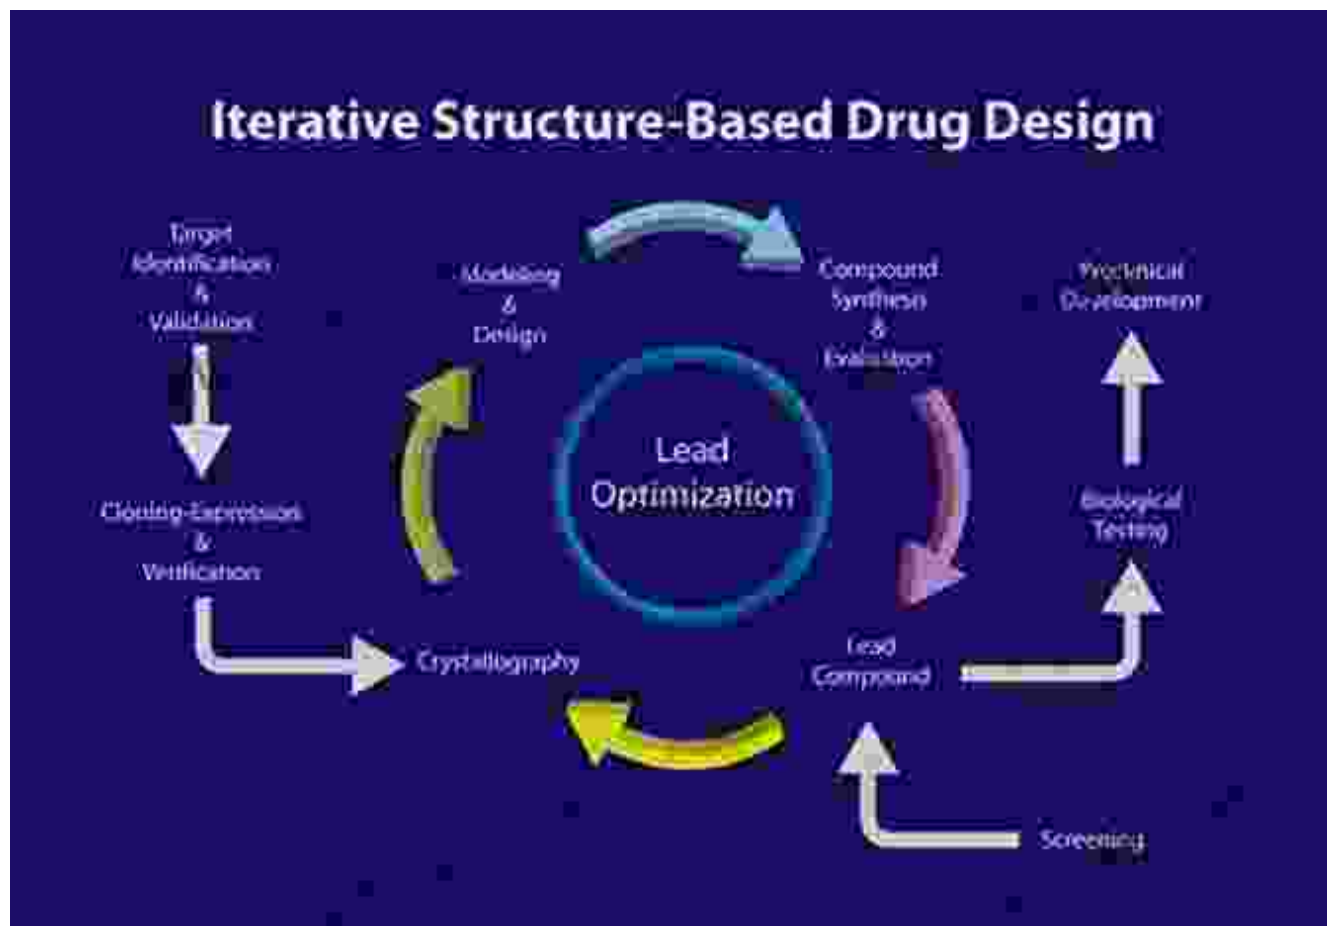 Iterative Structure-Based Drug Design
Target
Identification
&
Validation
Cloning-Expression
&
Verification
Crystallography
Modeling
&
Design
Compound
Synthesis
&
Evaluation
Lead
Optimization
Lead
Compound
Screening
Biological
Testing
Preclinical
Development